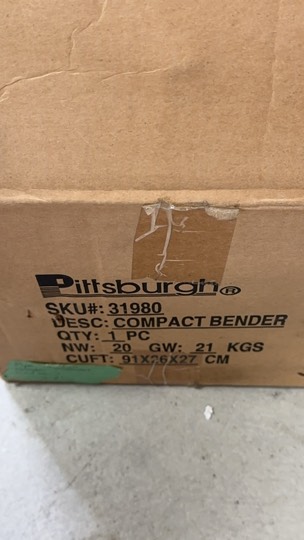 Pittsburgh®
SKU#: 31980
DESC: COMPACT BENDER
QTY: 1 PC
NW: 20 GW: 21 KGS
CUFT: 91X26X27 CM